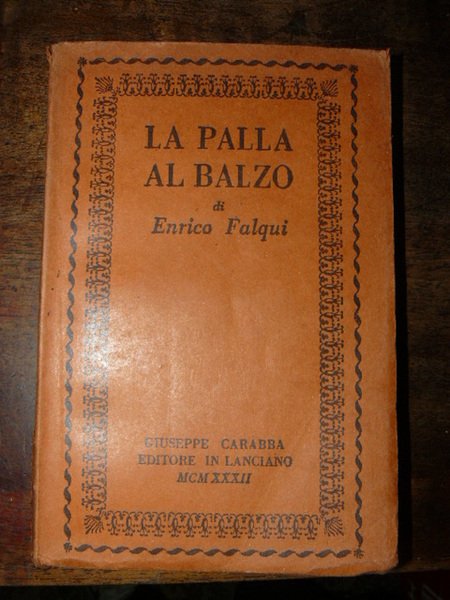 LA PALLA
AL BALZO
di
Enrico Falqui
GIUSEPPE CARABBA
EDITORE IN LANCIANO
MCMXXXII